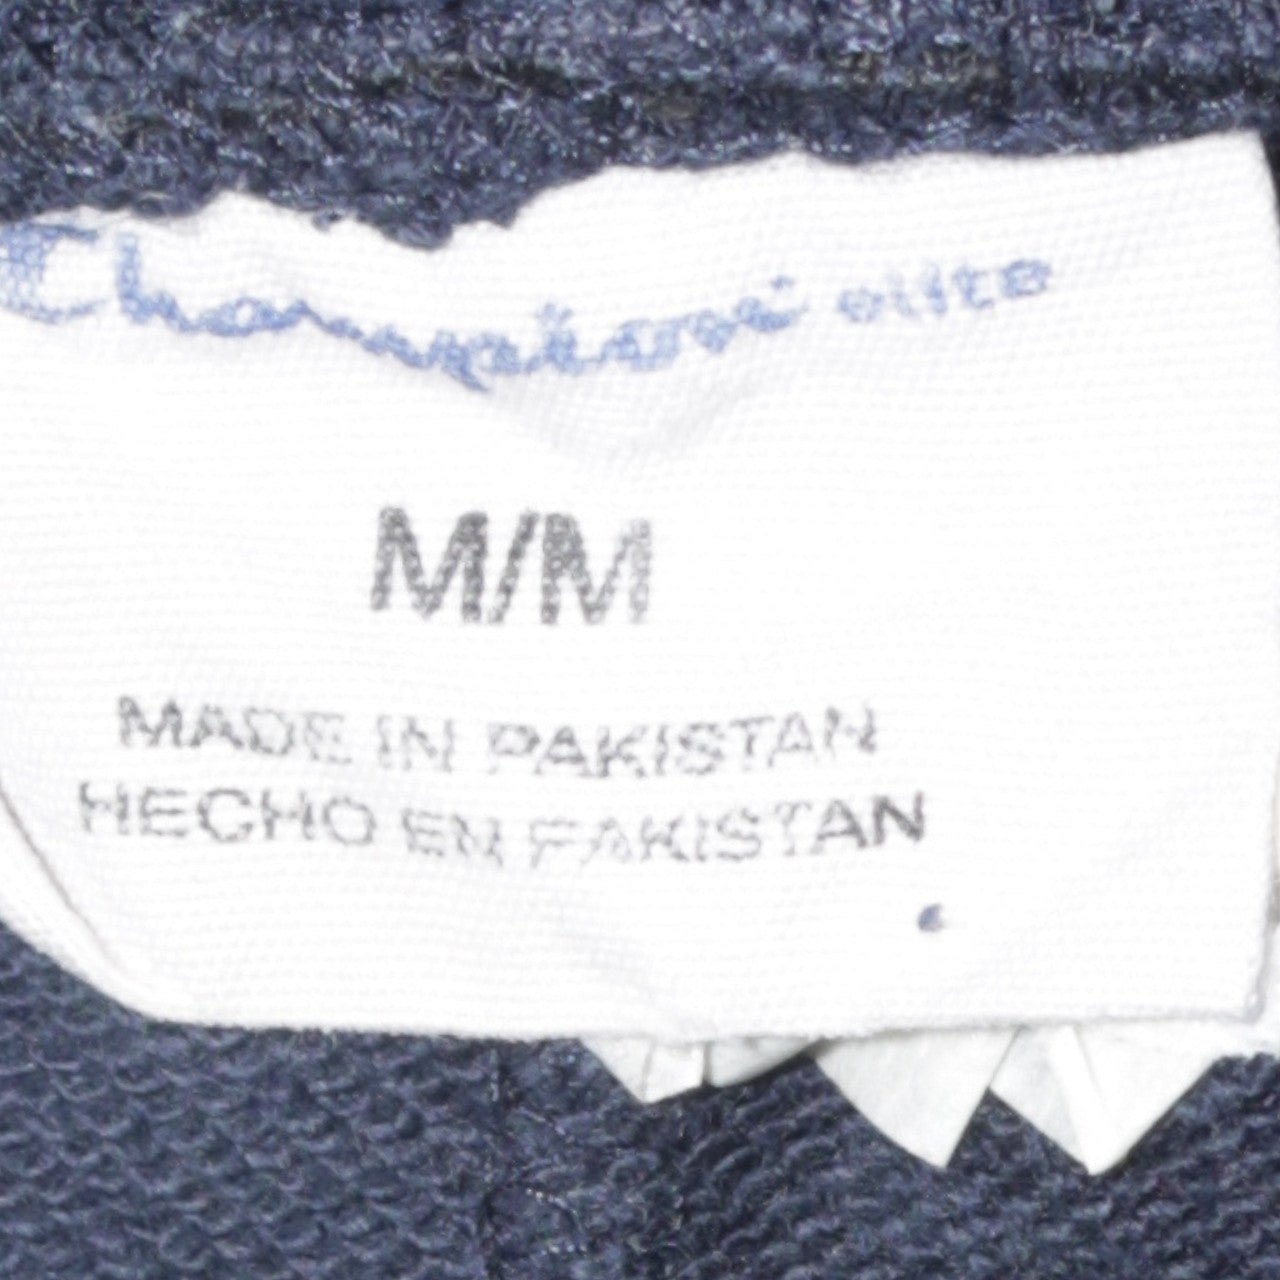 Champion elite
M/M
MADE IN PAKISTAN
HECHO EN PAKISTAN